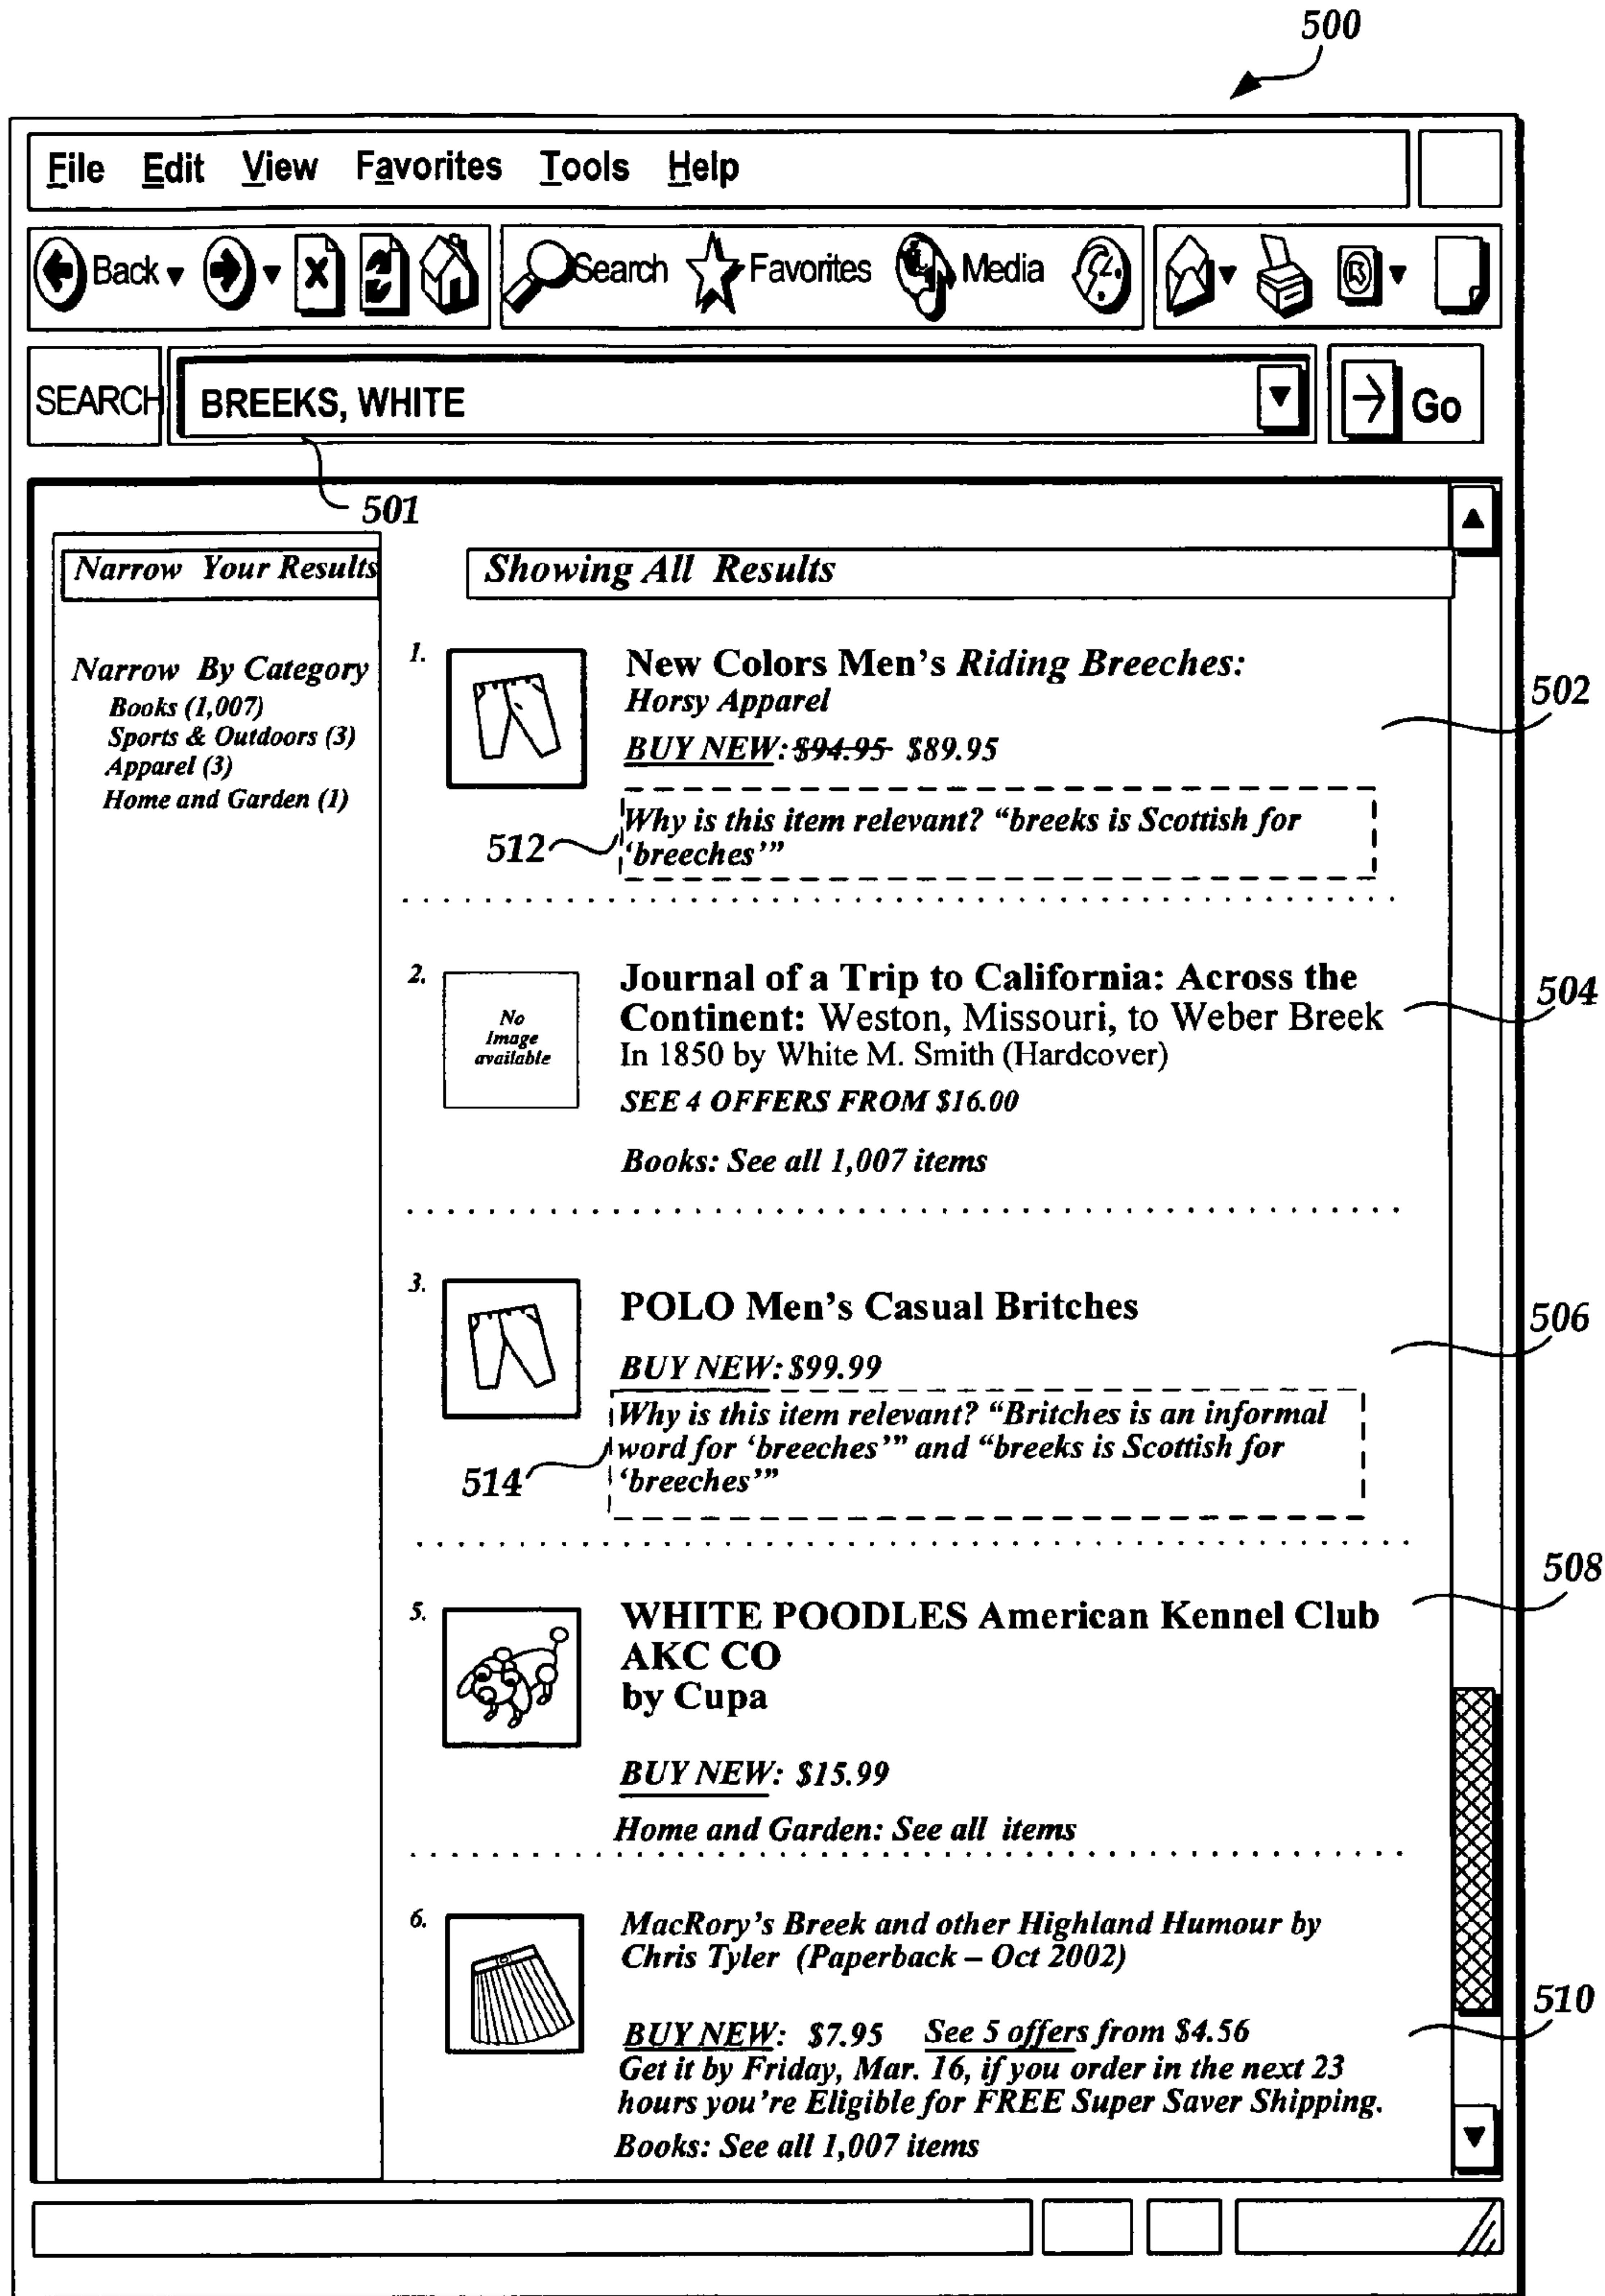 500
File Edit View Favorites Tools Help
Back Search Favorites Media
SEARCH BREEKS, WHITE Go
501
Narrow Your Results
Narrow By Category
Books (1,007)
Sports & Outdoors (3)
Apparel (3)
Home and Garden (1)
Showing All Results
1.
New Colors Men's Riding Breeches:
Horsy Apparel
BUY NEW: $94.95 $89.95
502
Why is this item relevant? “breeks is Scottish for
‘breeches’”
512
2.
No
Image
available
Journal of a Trip to California: Across the
Continent: Weston, Missouri, to Weber Breek
In 1850 by White M. Smith (Hardcover)
SEE 4 OFFERS FROM $16.00
Books: See all 1,007 items
504
3.
POLO Men's Casual Britches
BUY NEW: $99.99
506
Why is this item relevant? “Britches is an informal
word for ‘breeches’” and “breeks is Scottish for
‘breeches’”
514
5.
WHITE POODLES American Kennel Club
AKC CO
by Cupa
BUY NEW: $15.99
Home and Garden: See all items
508
6.
MacRory's Breek and other Highland Humour by
Chris Tyler (Paperback – Oct 2002)
BUY NEW: $7.95 See 5 offers from $4.56
Get it by Friday, Mar. 16, if you order in the next 23
hours you're Eligible for FREE Super Saver Shipping.
Books: See all 1,007 items
510